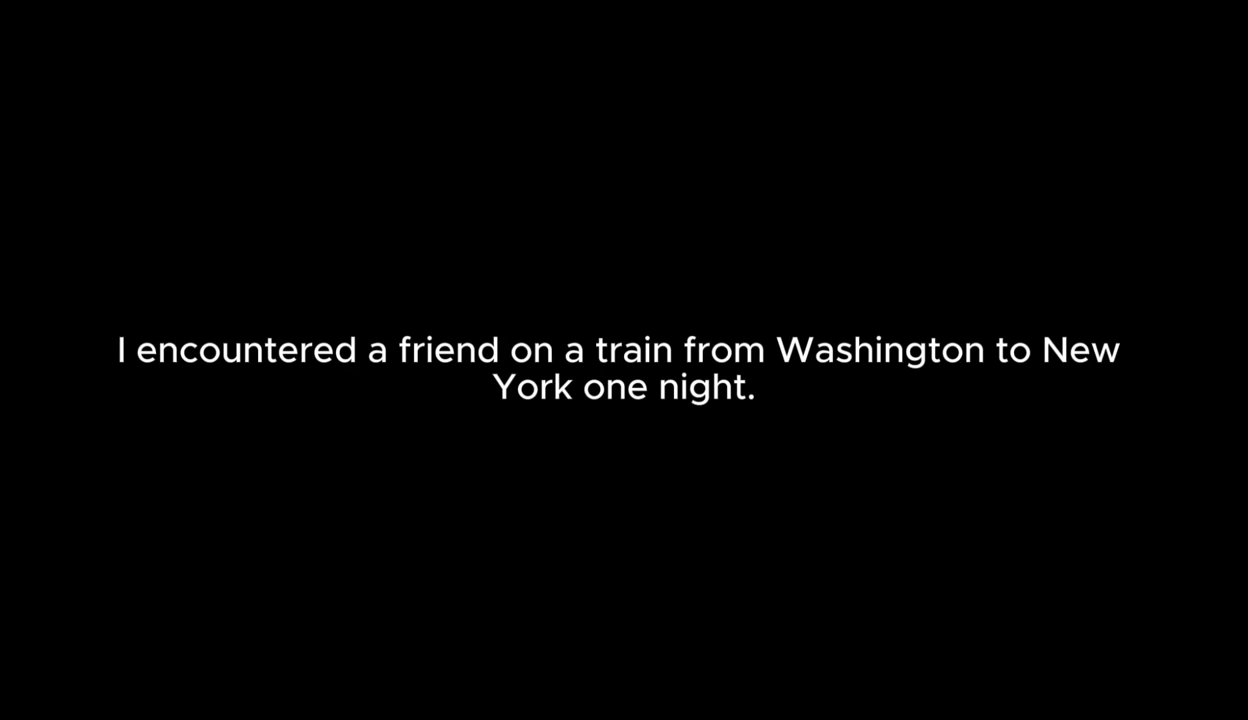 I encountered a friend on a train from Washington to New
York one night.